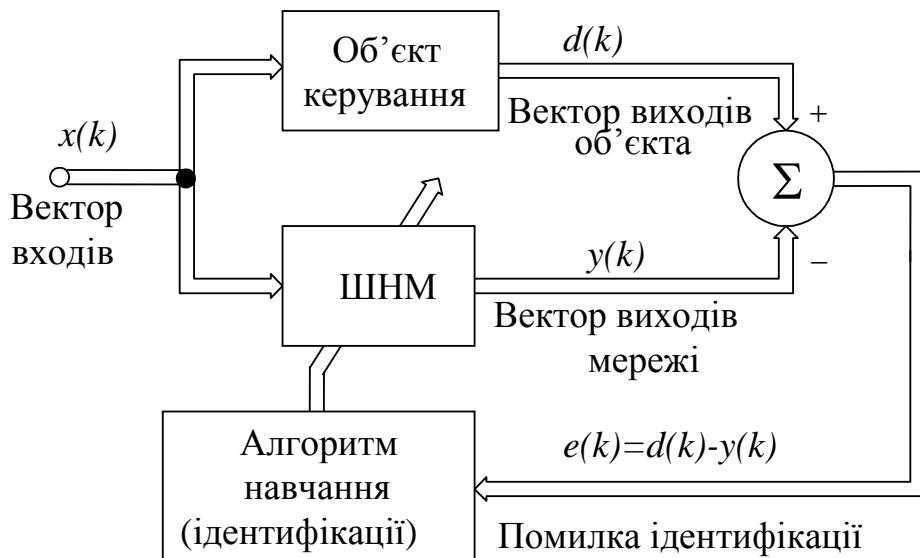 Об’єкт
керування
d(k)
Вектор виходів
об’єкта
+
x(k)
Вектор
входів
Σ
ШНМ
y(k)
–
Вектор виходів
мережі
Алгоритм
навчання
(ідентифікації)
e(k)=d(k)-y(k)
Помилка ідентифікації